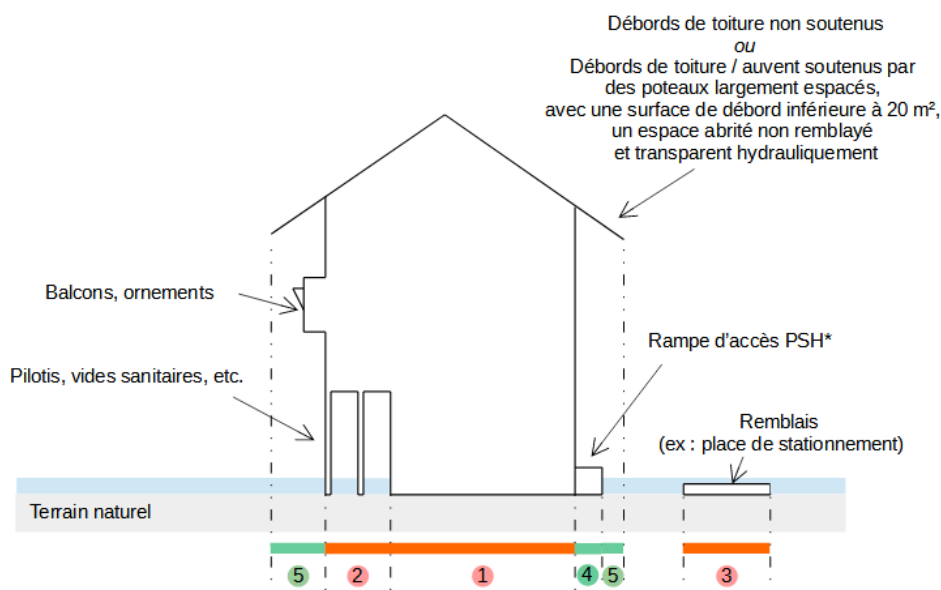 Débords de toiture non soutenus
ou
Débords de toiture / auvent soutenus par
des poteaux largement espacés,
avec une surface de débord inférieure à 20 m²,
un espace abrité non remblayé
et transparent hydrauliquement
Balcons, ornements
Rampe d'accès PSH*
Pilotis, vides sanitaires, etc.
Remblais
(ex : place de stationnement)
Terrain naturel
5
2
1
4
5
3